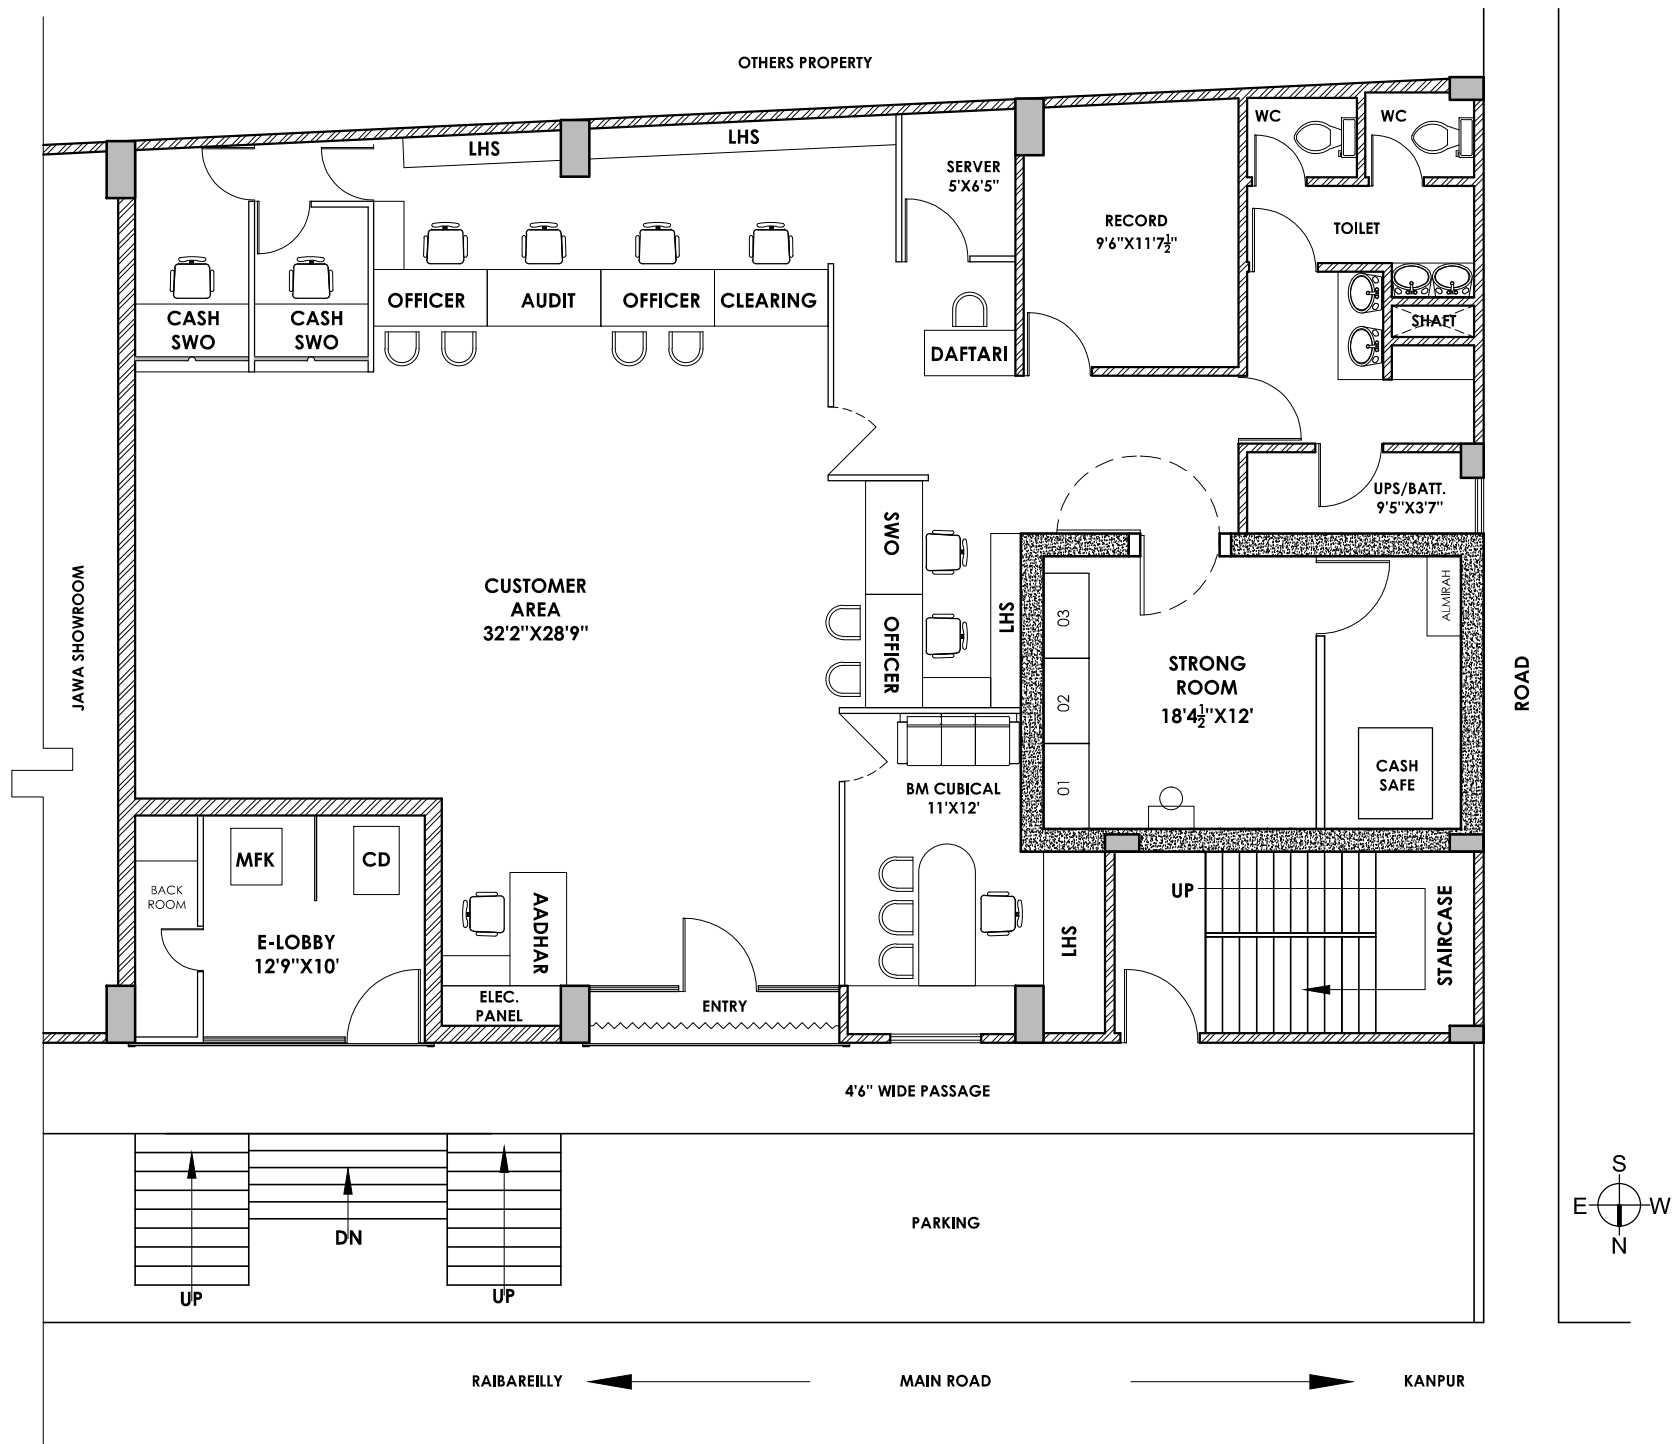 OTHERS PROPERTY
LHS
LHS
WC
WC
SERVER
5'X6'5"
RECORD
9'6"X11'7½"
TOILET
OFFICER
AUDIT
OFFICER
CLEARING
CASH
SWO
CASH
SWO
SHAFT
DAFTARI
UPS/BATT.
9'5"X3'7"
SWO
CUSTOMER
AREA
32'2"X28'9"
JAWA SHOWROOM
OFFICER
LHS
03
02
01
ALMIRAH
STRONG
ROOM
18'4½"X12'
ROAD
CASH
SAFE
BM CUBICAL
11'X12'
MFK
CD
BACK
ROOM
E-LOBBY
12'9"X10'
AADHAR
ELEC.
PANEL
ENTRY
LHS
UP
STAIRCASE
4'6" WIDE PASSAGE
PARKING
DN
UP
UP
S
E
W
N
RAIBAREILLY
MAIN ROAD
KANPUR